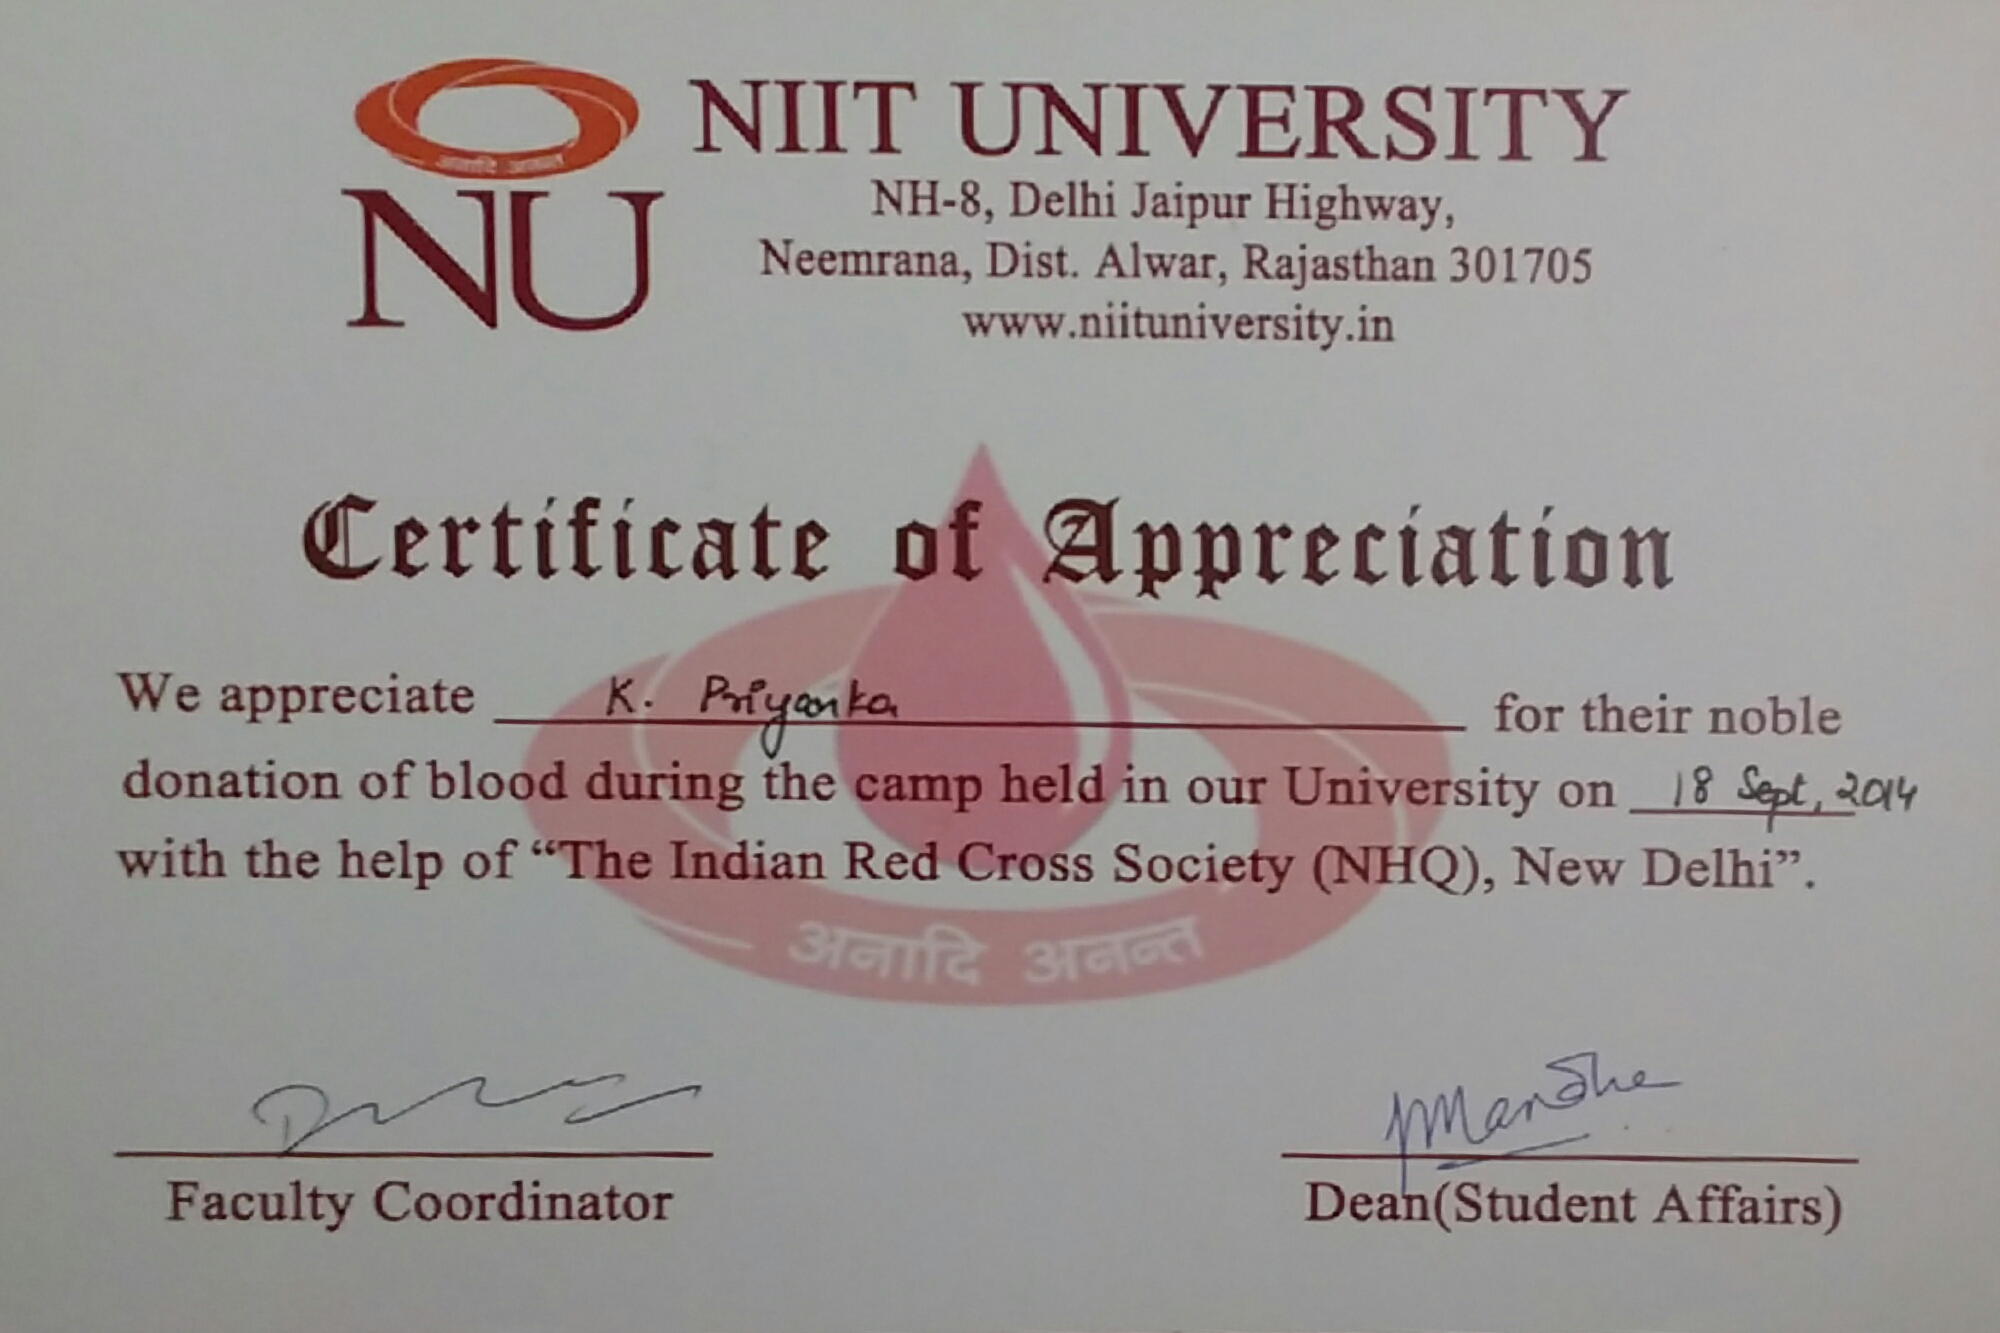 अनादि अनन्त
NU
NIIT UNIVERSITY
NH-8, Delhi Jaipur Highway,
Neemrana, Dist. Alwar, Rajasthan 301705
www.niituniversity.in
Certificate of Appreciation
We appreciate K. Priyanka for their noble
donation of blood during the camp held in our University on 18 Sept, 2014
with the help of “The Indian Red Cross Society (NHQ), New Delhi”.
अनादि अनन्त
Faculty Coordinator
Dean(Student Affairs)